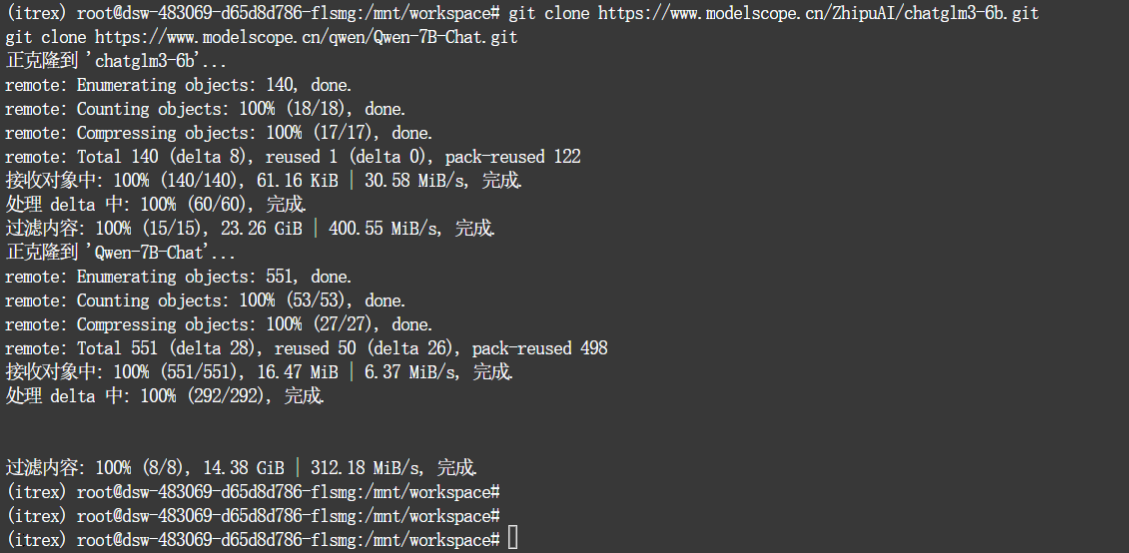 (itrex) root@dsw-483069-d65d8d786-flsmg:/mnt/workspace# git clone https://www.modelscope.cn/ZhipuAI/chatglm3-6b.git
git clone https://www.modelscope.cn/qwen/Qwen-7B-Chat.git
正克隆到 'chatglm3-6b'...
remote: Enumerating objects: 140, done.
remote: Counting objects: 100% (18/18), done.
remote: Compressing objects: 100% (17/17), done.
remote: Total 140 (delta 8), reused 1 (delta 0), pack-reused 122
接收对象中: 100% (140/140), 61.16 KiB | 30.58 MiB/s, 完成.
处理 delta 中: 100% (60/60), 完成.
过滤内容: 100% (15/15), 23.26 GiB | 400.55 MiB/s, 完成.
正克隆到 'Qwen-7B-Chat'...
remote: Enumerating objects: 551, done.
remote: Counting objects: 100% (53/53), done.
remote: Compressing objects: 100% (27/27), done.
remote: Total 551 (delta 28), reused 50 (delta 26), pack-reused 498
接收对象中: 100% (551/551), 16.47 MiB | 6.37 MiB/s, 完成.
处理 delta 中: 100% (292/292), 完成.
过滤内容: 100% (8/8), 14.38 GiB | 312.18 MiB/s, 完成.
(itrex) root@dsw-483069-d65d8d786-flsmg:/mnt/workspace#
(itrex) root@dsw-483069-d65d8d786-flsmg:/mnt/workspace#
(itrex) root@dsw-483069-d65d8d786-flsmg:/mnt/workspace#